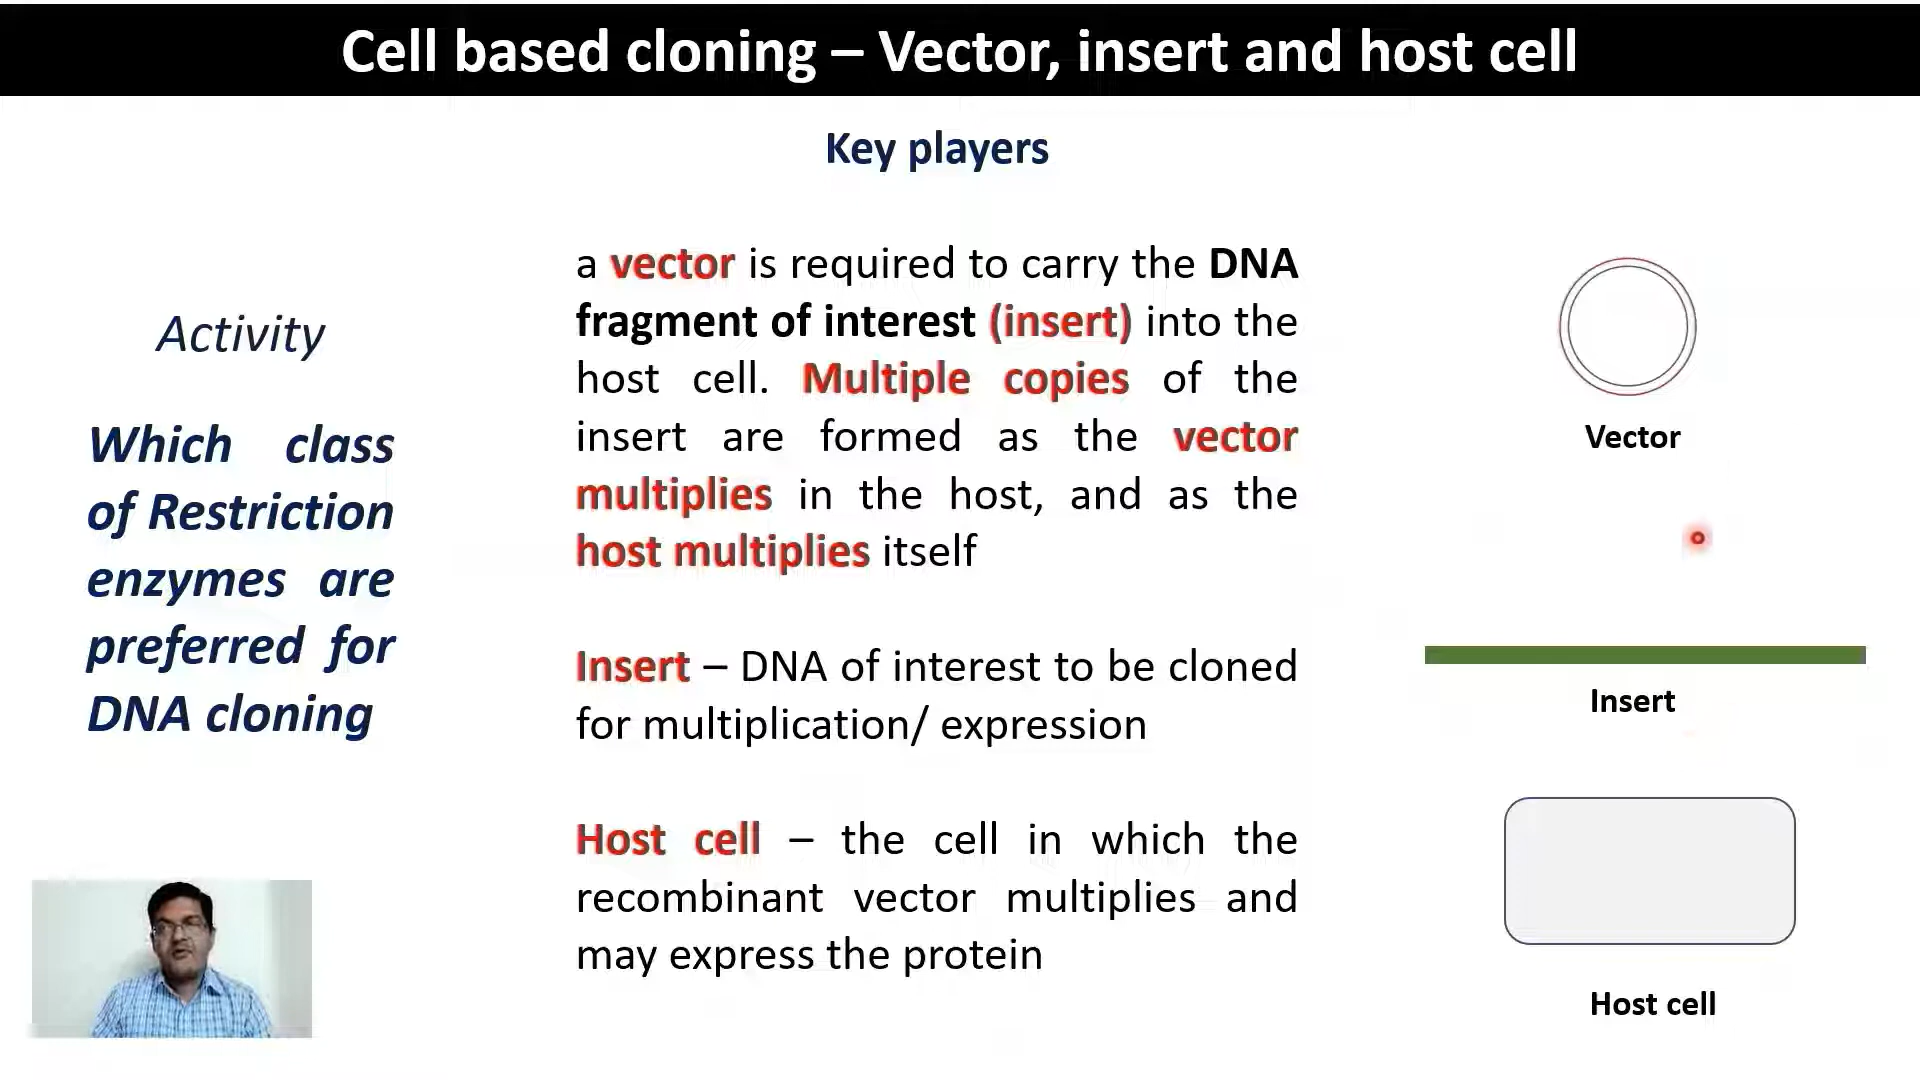 Cell based cloning – Vector, insert and host cell
Key players
Activity
Which class
of Restriction
enzymes are
preferred for
DNA cloning
a vector is required to carry the DNA
fragment of interest (insert) into the
host cell. Multiple copies of the
insert are formed as the vector
multiplies in the host, and as the
host multiplies itself
Insert – DNA of interest to be cloned
for multiplication/ expression
Host cell – the cell in which the
recombinant vector multiplies and
may express the protein
Vector
Insert
Host cell